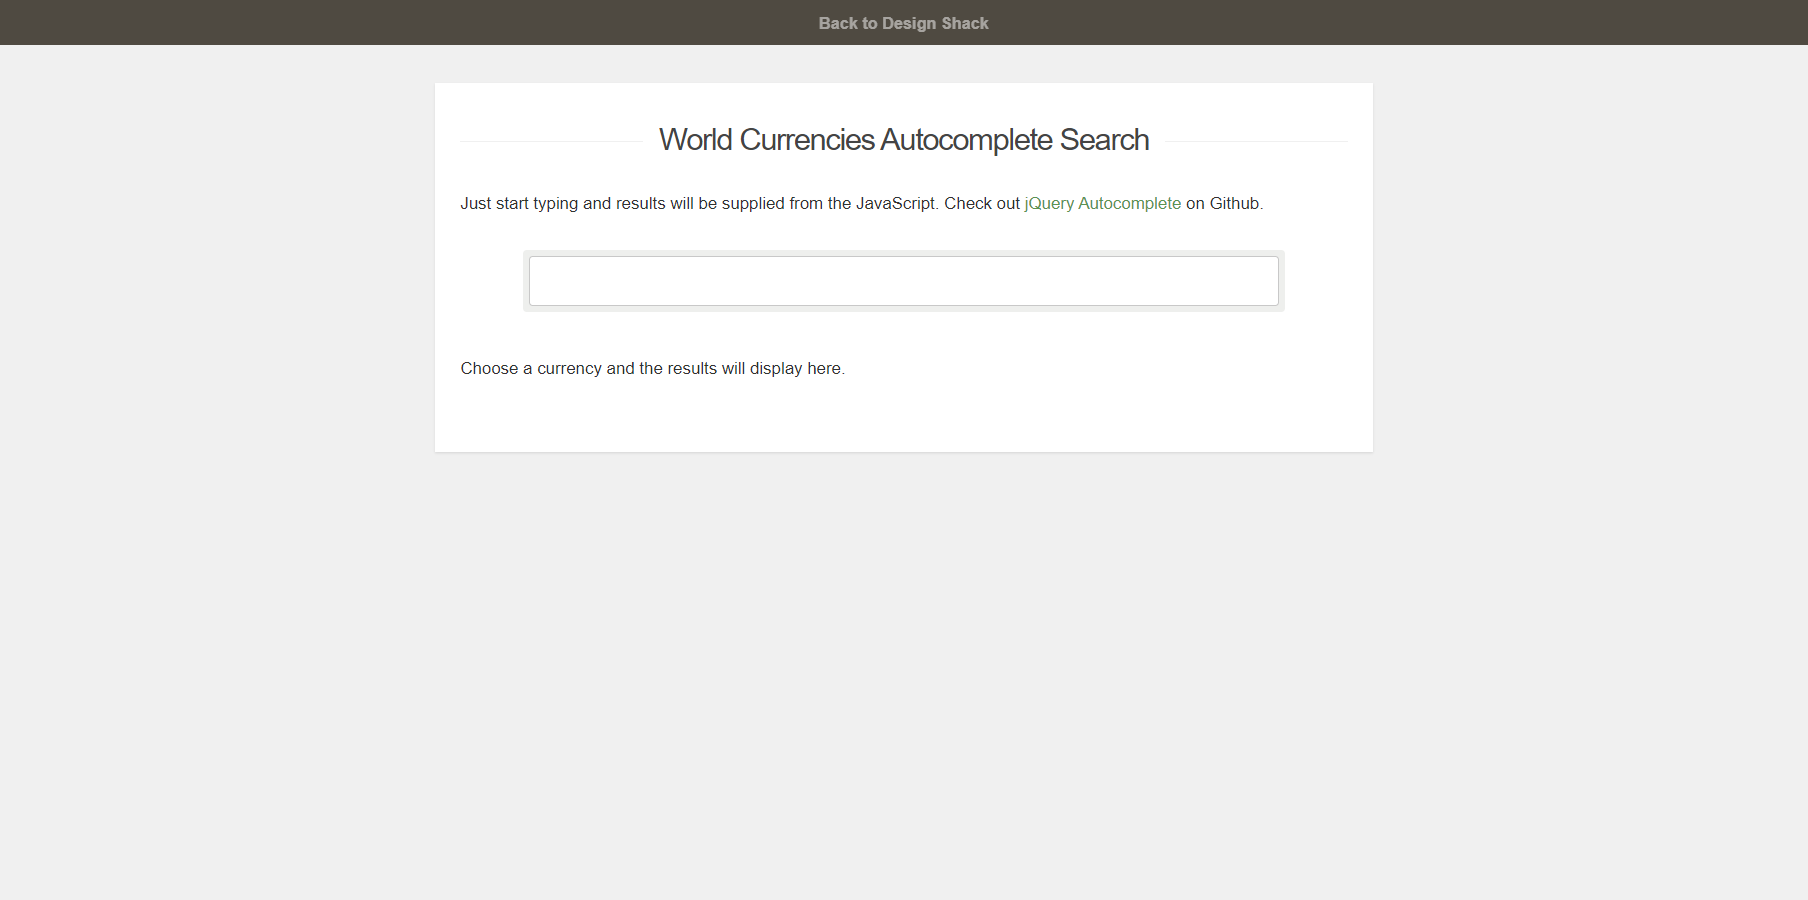 Back to Design Shack
World Currencies Autocomplete Search
Just start typing and results will be supplied from the JavaScript. Check out jQuery Autocomplete on Github.
Choose a currency and the results will display here.